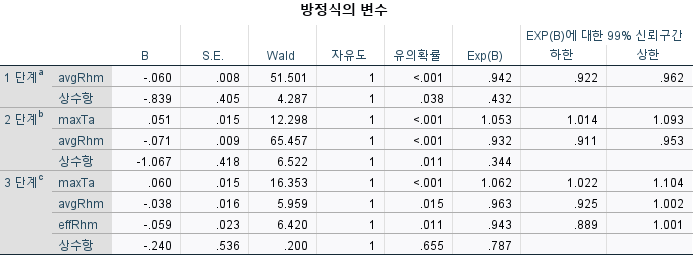 방정식의 변수
EXP(B)에 대한 99% 신뢰구간
B S.E. Wald 자유도 유의확률 Exp(B) 하한 상한
1 단계a avgRhm -.060 .008 51.501 1 <.001 .942 .922 .962
상수항 -.839 .405 4.287 1 .038 .432
2 단계b maxTa .051 .015 12.298 1 <.001 1.053 1.014 1.093
avgRhm -.071 .009 65.457 1 <.001 .932 .911 .953
상수항 -1.067 .418 6.522 1 .011 .344
3 단계c maxTa .060 .015 16.353 1 <.001 1.062 1.022 1.104
avgRhm -.038 .016 5.959 1 .015 .963 .925 1.002
effRhm -.059 .023 6.420 1 .011 .943 .889 1.001
상수항 -.240 .536 .200 1 .655 .787